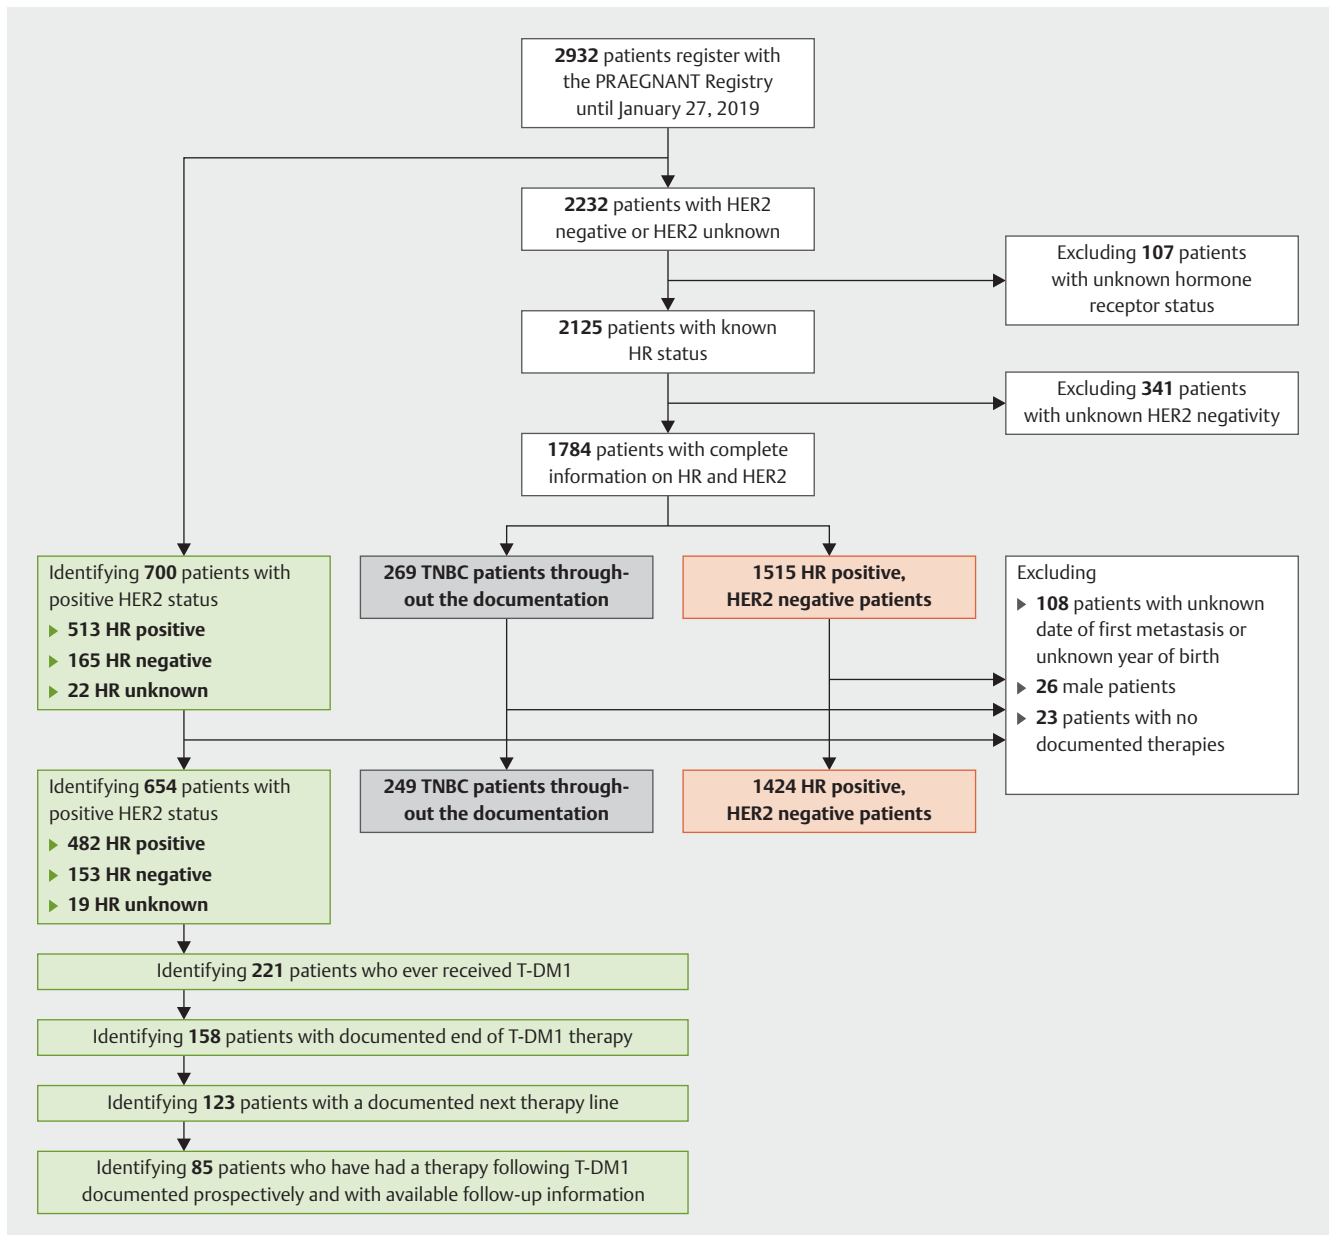 2932 patients register with
the PRAEGNANT Registry
until January 27, 2019
2232 patients with HER2
negative or HER2 unknown
Excluding 107 patients
with unknown hormone
receptor status
2125 patients with known
HR status
Excluding 341 patients
with unknown HER2 negativity
1784 patients with complete
information on HR and HER2
Identifying 700 patients with
positive HER2 status
▶ 513 HR positive
▶ 165 HR negative
▶ 22 HR unknown
269 TNBC patients through-
out the documentation
1515 HR positive,
HER2 negative patients
Excluding
▶ 108 patients with unknown
date of first metastasis or
unknown year of birth
▶ 26 male patients
▶ 23 patients with no
documented therapies
Identifying 654 patients with
positive HER2 status
▶ 482 HR positive
▶ 153 HR negative
▶ 19 HR unknown
249 TNBC patients through-
out the documentation
1424 HR positive,
HER2 negative patients
Identifying 221 patients who ever received T-DM1
Identifying 158 patients with documented end of T-DM1 therapy
Identifying 123 patients with a documented next therapy line
Identifying 85 patients who have had a therapy following T-DM1
documented prospectively and with available follow-up information